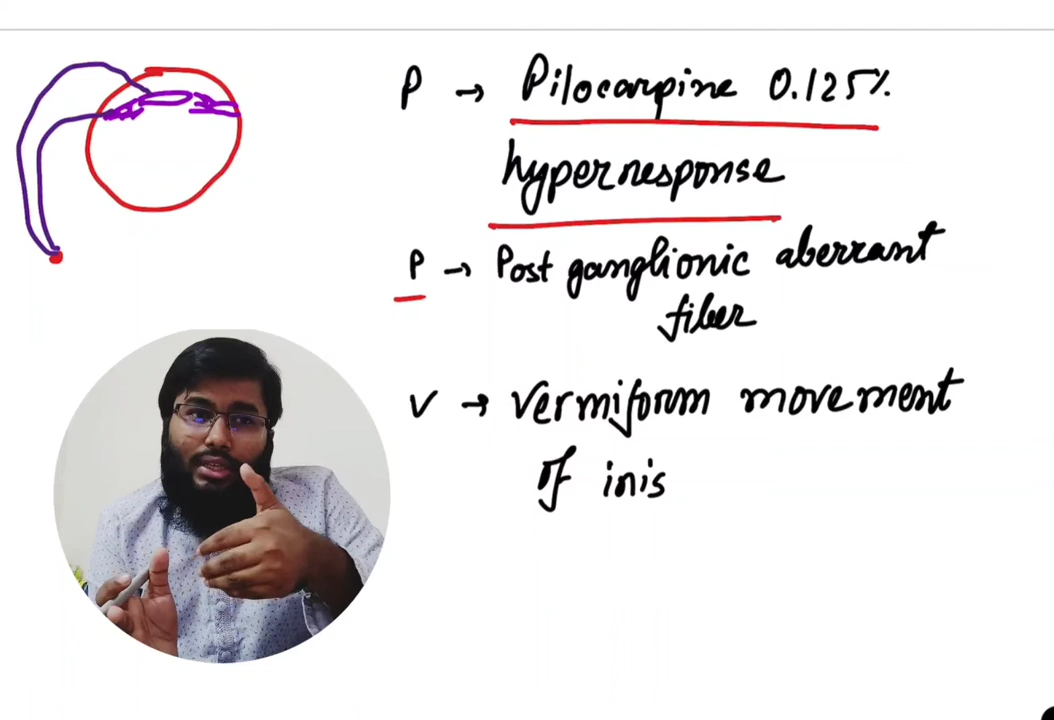 P → Pilocarpine 0.125%
hyperresponse
P → Post ganglionic aberrant
fiber
V → Vermiform movement
of iris